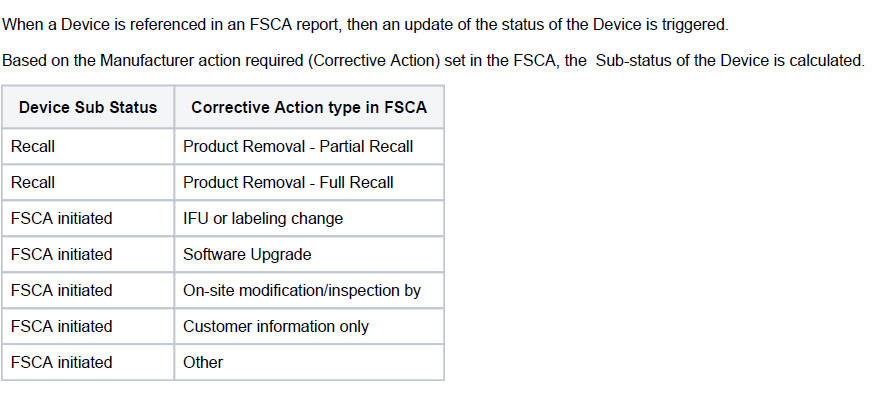 When a Device is referenced in an FSCA report, then an update of the status of the Device is triggered.
Based on the Manufacturer action required (Corrective Action) set in the FSCA, the  Sub-status of the Device is calculated.
Device Sub Status Corrective Action type in FSCA
Recall Product Removal - Partial Recall
Recall Product Removal - Full Recall
FSCA initiated IFU or labeling change
FSCA initiated Software Upgrade
FSCA initiated On-site modification/inspection by
FSCA initiated Customer information only
FSCA initiated Other